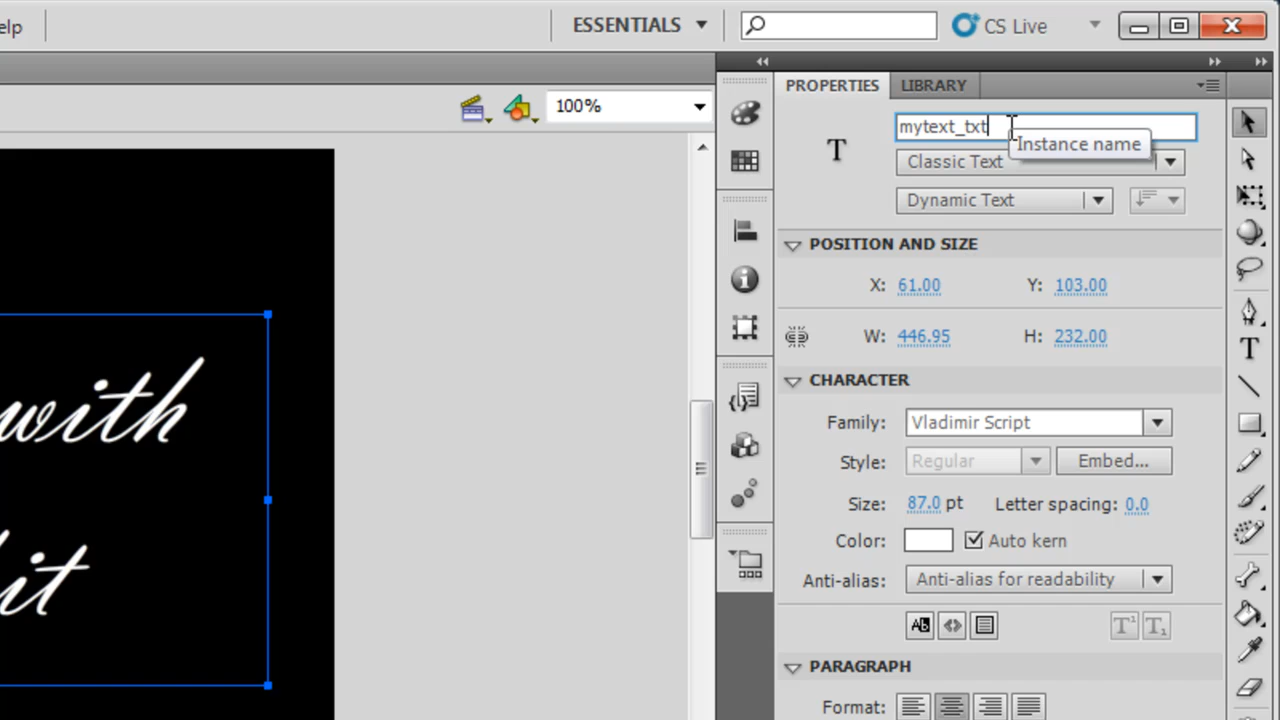 elp
ESSENTIALS
CS Live
PROPERTIES LIBRARY
100%
mytext_txt
Instance name
T
Classic Text
Dynamic Text
POSITION AND SIZE
X: 61.00 Y: 103.00
W: 446.95 H: 232.00
CHARACTER
with
Family: Vladimir Script
Style: Regular Embed...
Size: 87.0 pt Letter spacing: 0.0
Color: Auto kern
it
Anti-alias: Anti-alias for readability
PARAGRAPH
Format: